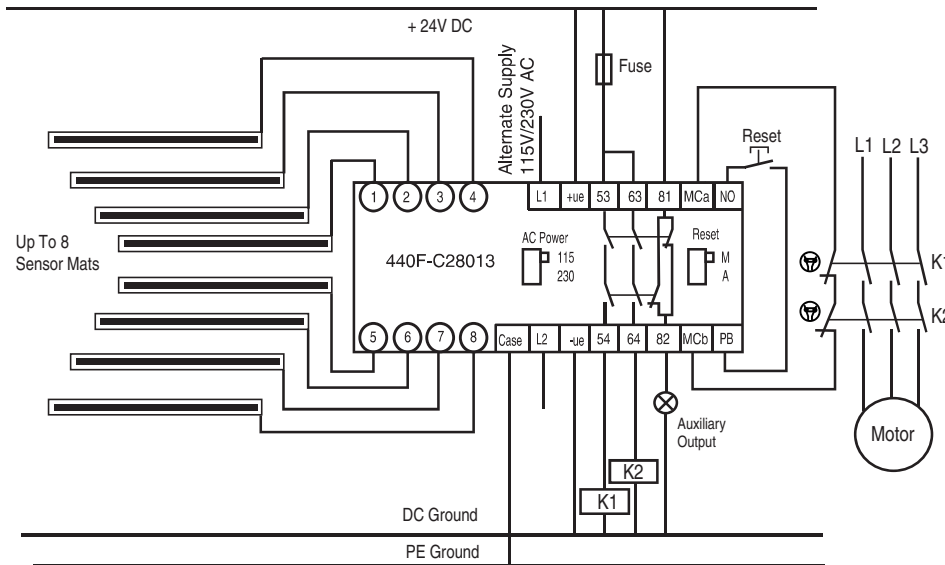 + 24V DC
Alternate Supply
115V/230V AC
Fuse
Reset
L1 L2 L3
1 2 3 4
L1 +ue 53 63 81 MCa NO
Up To 8
Sensor Mats
440F-C28013
AC Power
115
230
Reset
M
A
K1
K2
5 6 7 8
Case L2 -ue 54 64 82 MCb PB
Auxiliary
Output
Motor
K2
K1
DC Ground
PE Ground